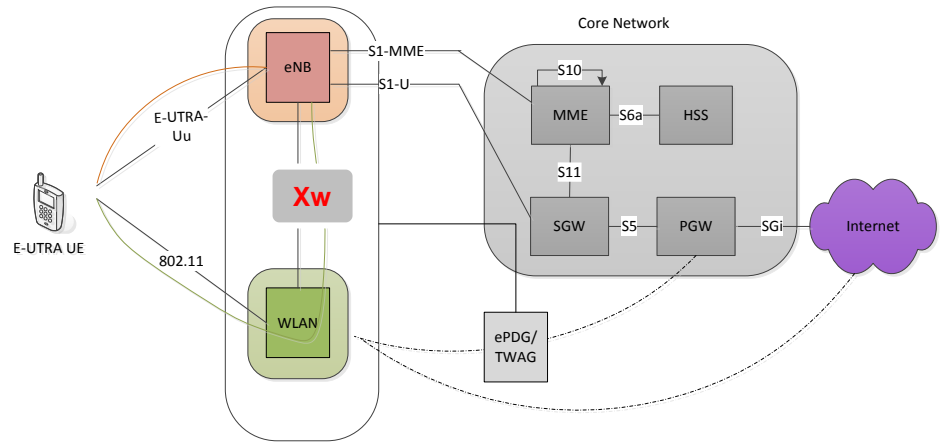 Core Network
eNB
S1-MME
S1-U
S10
MME
S6a
HSS
E-UTRA-
Uu
S11
Xw
E-UTRA UE
SGW
S5
PGW
SGi
Internet
802.11
WLAN
ePDG/
TWAG